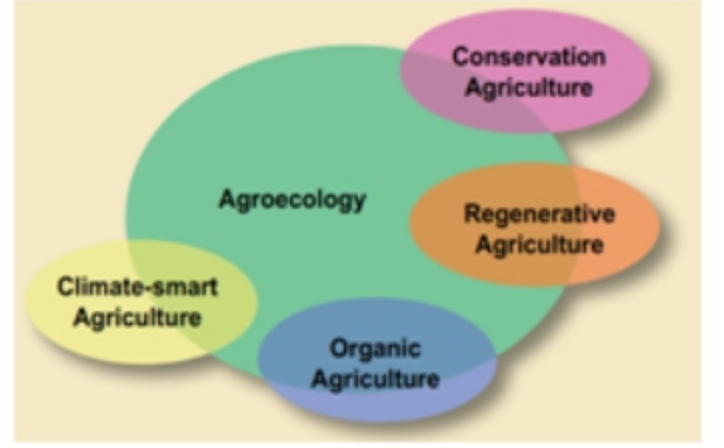 Conservation
Agriculture
Agroecology
Regenerative
Agriculture
Climate-smart
Agriculture
Organic
Agriculture